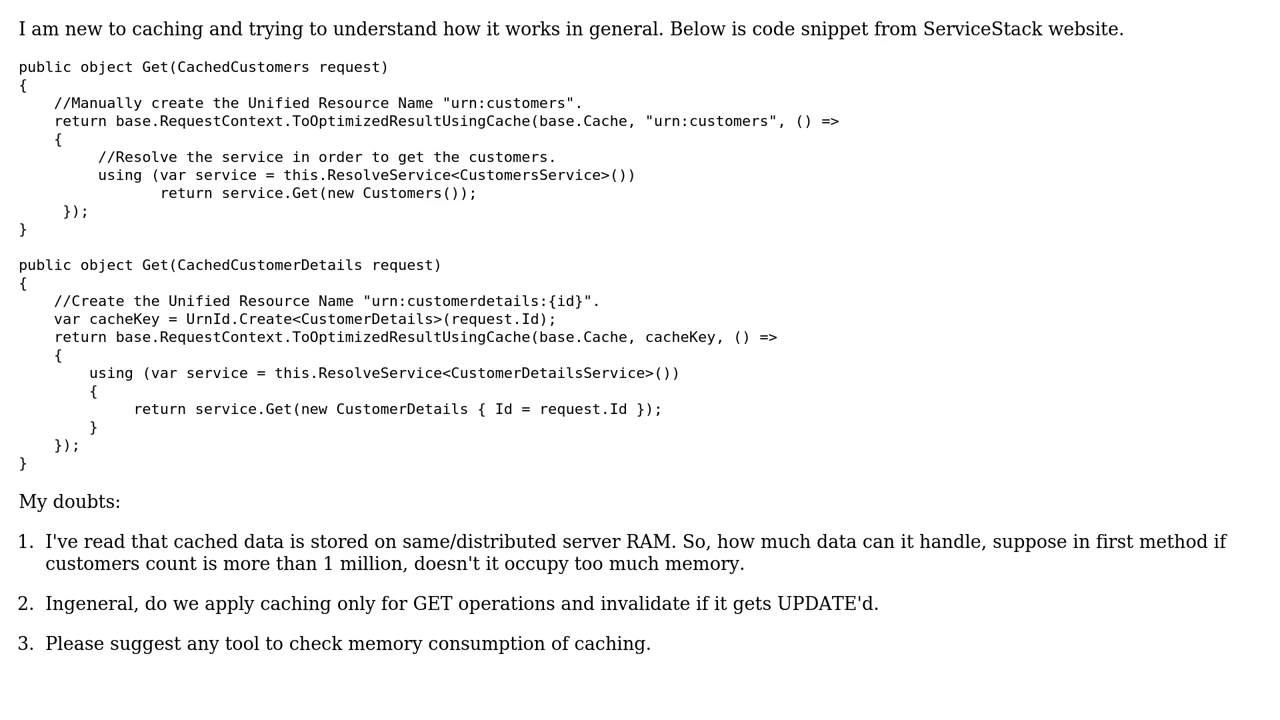 I am new to caching and trying to understand how it works in general. Below is code snippet from ServiceStack website.
public object Get(CachedCustomers request)
{
    //Manually create the Unified Resource Name "urn:customers".
    return base.RequestContext.ToOptimizedResultUsingCache(base.Cache, "urn:customers", () =>
    {
         //Resolve the service in order to get the customers.
         using (var service = this.ResolveService<CustomersService>())
                return service.Get(new Customers());
     });
}
public object Get(CachedCustomerDetails request)
{
    //Create the Unified Resource Name "urn:customerdetails:{id}".
    var cacheKey = UrnId.Create<CustomerDetails>(request.Id);
    return base.RequestContext.ToOptimizedResultUsingCache(base.Cache, cacheKey, () =>
    {
        using (var service = this.ResolveService<CustomerDetailsService>())
        {
             return service.Get(new CustomerDetails { Id = request.Id });
        }
    });
}
My doubts:
1. I've read that cached data is stored on same/distributed server RAM. So, how much data can it handle, suppose in first method if
customers count is more than 1 million, doesn't it occupy too much memory.
2. Ingeneral, do we apply caching only for GET operations and invalidate if it gets UPDATE'd.
3. Please suggest any tool to check memory consumption of caching.